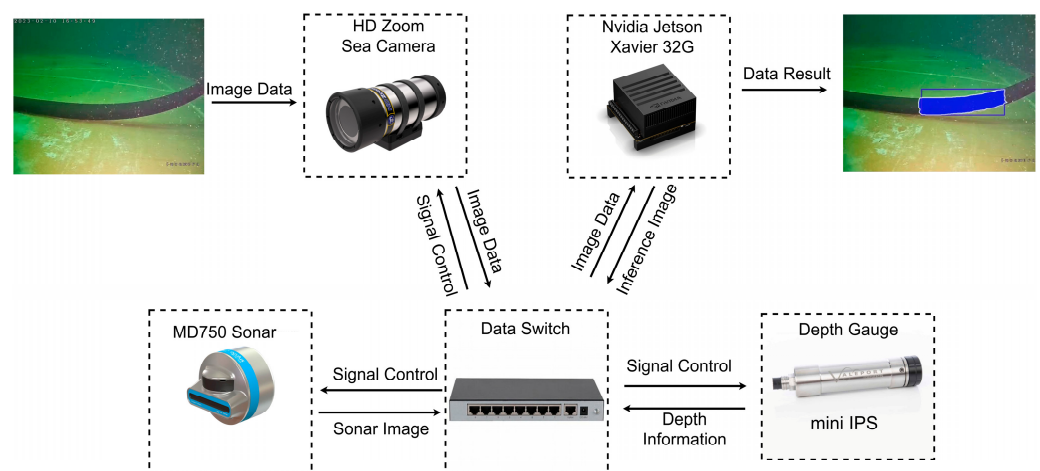 HD Zoom
Sea Camera
Nvidia Jetson
Xavier 32G
Image Data
Data Result
Signal Control
Image Data
Image Data
Inference Image
MD750 Sonar
Data Switch
Depth Gauge
Signal Control
Sonar Image
Signal Control
Depth
Information
VALEPORT
mini IPS